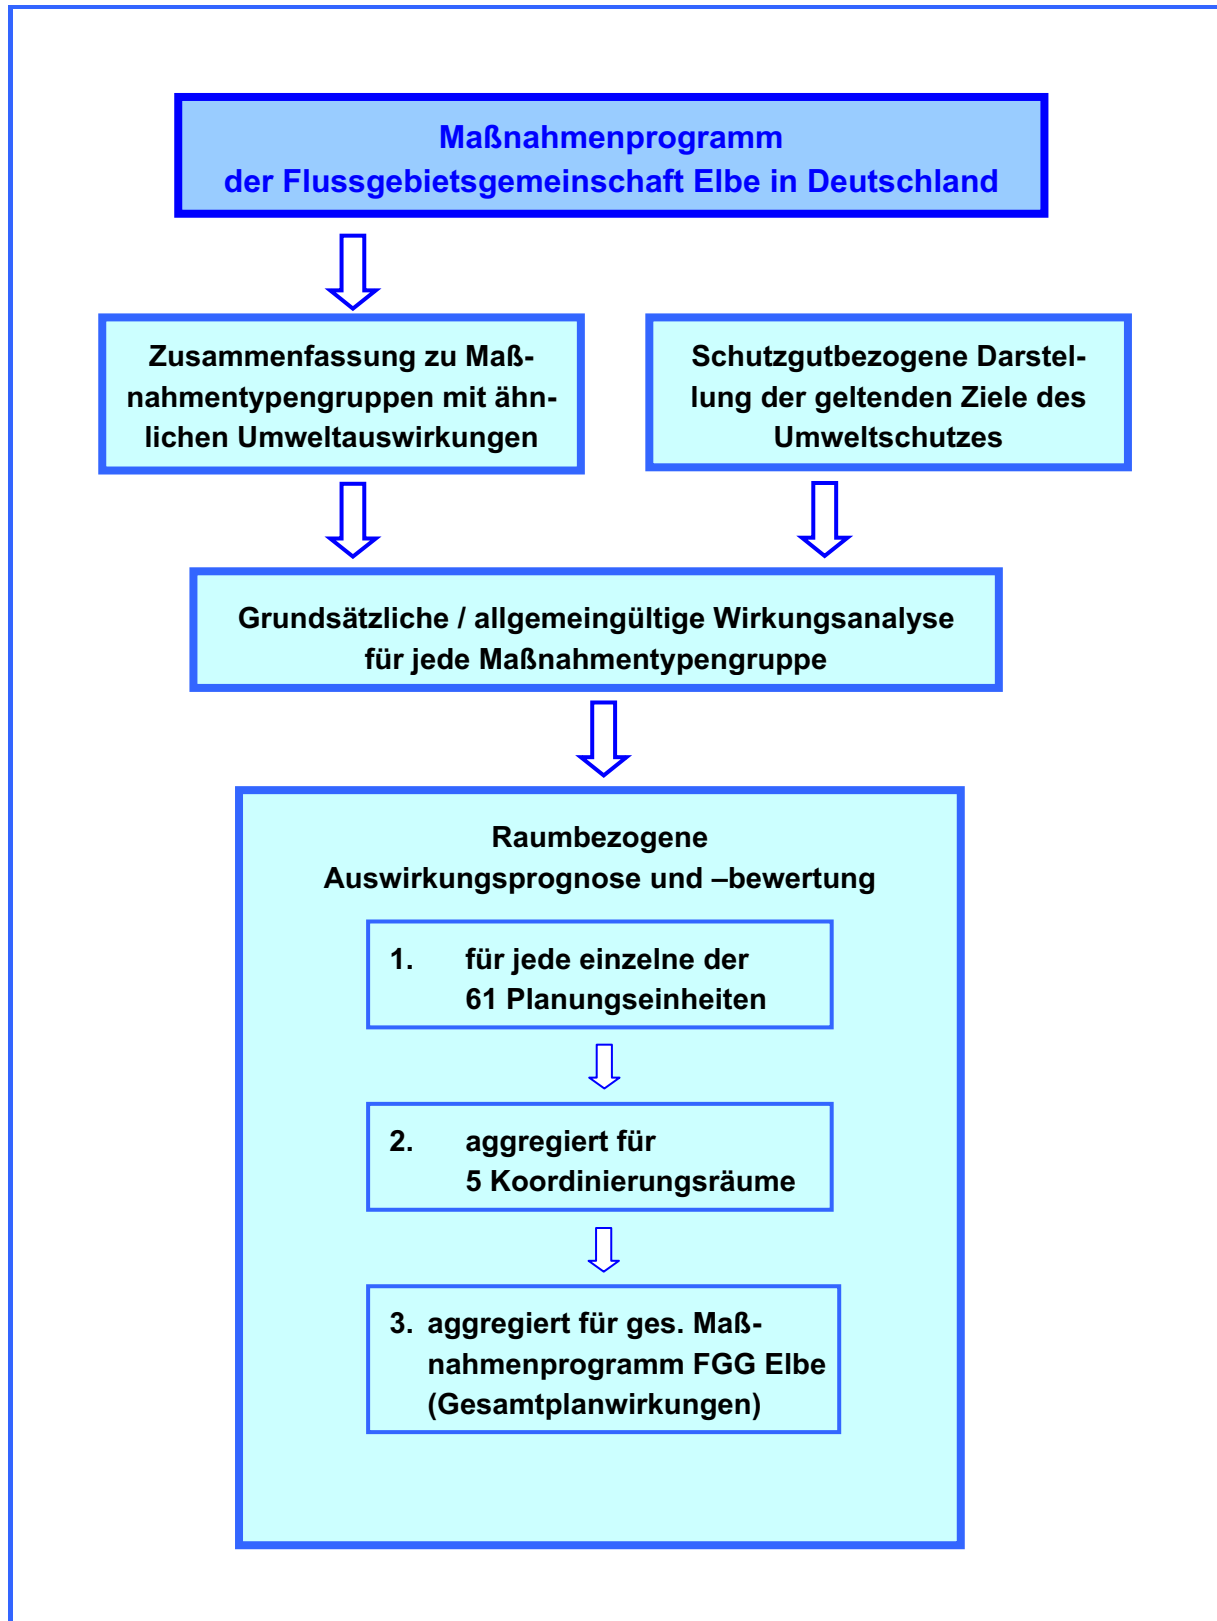 Maßnahmenprogramm
der Flussgebietsgemeinschaft Elbe in Deutschland
Zusammenfassung zu Maß-
nahmentypengruppen mit ähn-
lichen Umweltauswirkungen
Schutzgutbezogene Darstel-
lung der geltenden Ziele des
Umweltschutzes
Grundsätzliche / allgemeingültige Wirkungsanalyse
für jede Maßnahmentypengruppe
Raumbezogene
Auswirkungsprognose und –bewertung
1. für jede einzelne der
61 Planungseinheiten
2. aggregiert für
5 Koordinierungsräume
3. aggregiert für ges. Maß-
nahmenprogramm FGG Elbe
(Gesamtplanwirkungen)